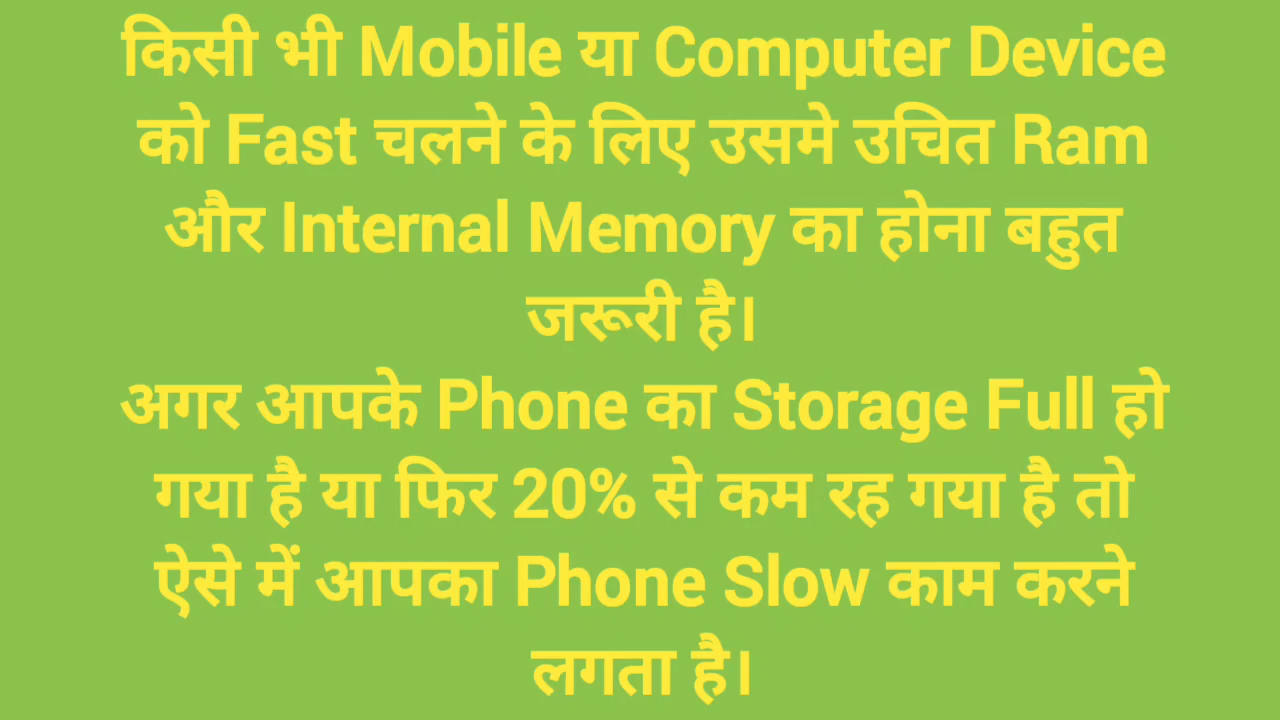 किसी भी Mobile या Computer Device
को Fast चलने के लिए उसमे उचित Ram
और Internal Memory का होना बहुत
जरूरी है।
अगर आपके Phone का Storage Full हो
गया है या फिर 20% से कम रह गया है तो
ऐसे में आपका Phone Slow काम करने
लगता है।